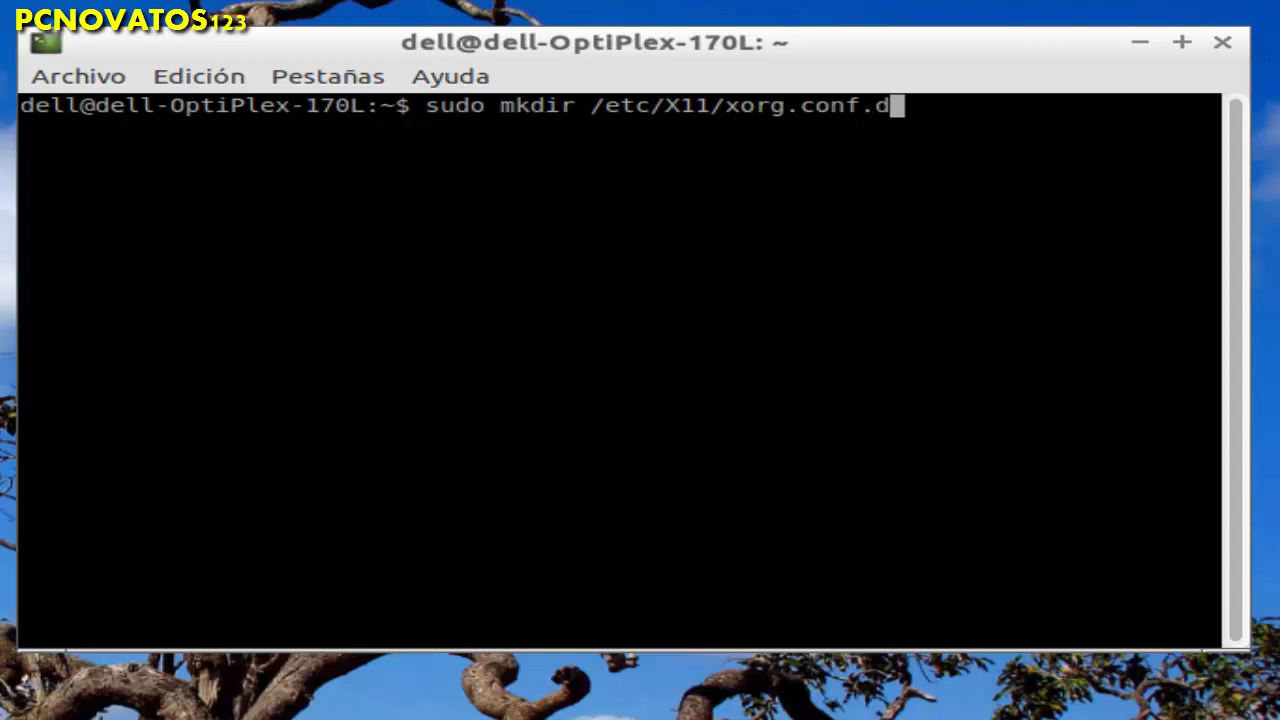 PCNOVATOS123
dell@dell-OptiPlex-170L: ~
Archivo Edición Pestañas Ayuda
dell@dell-OptiPlex-170L:~$ sudo mkdir /etc/X11/xorg.conf.d